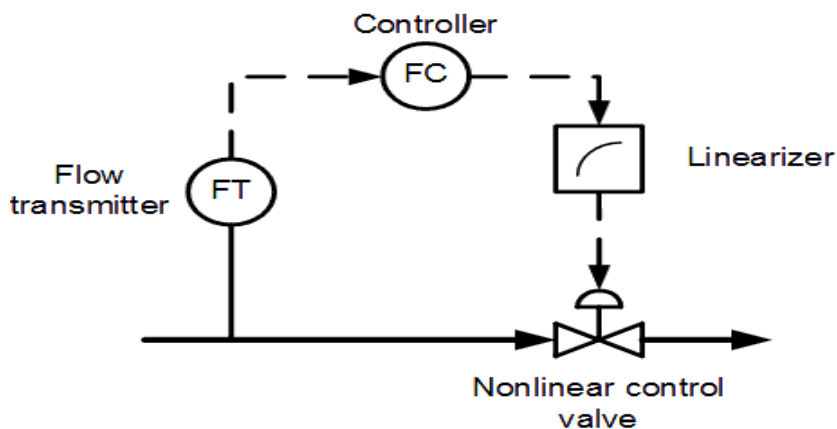 Controller
FC
Linearizer
Flow
transmitter
FT
Nonlinear control
valve